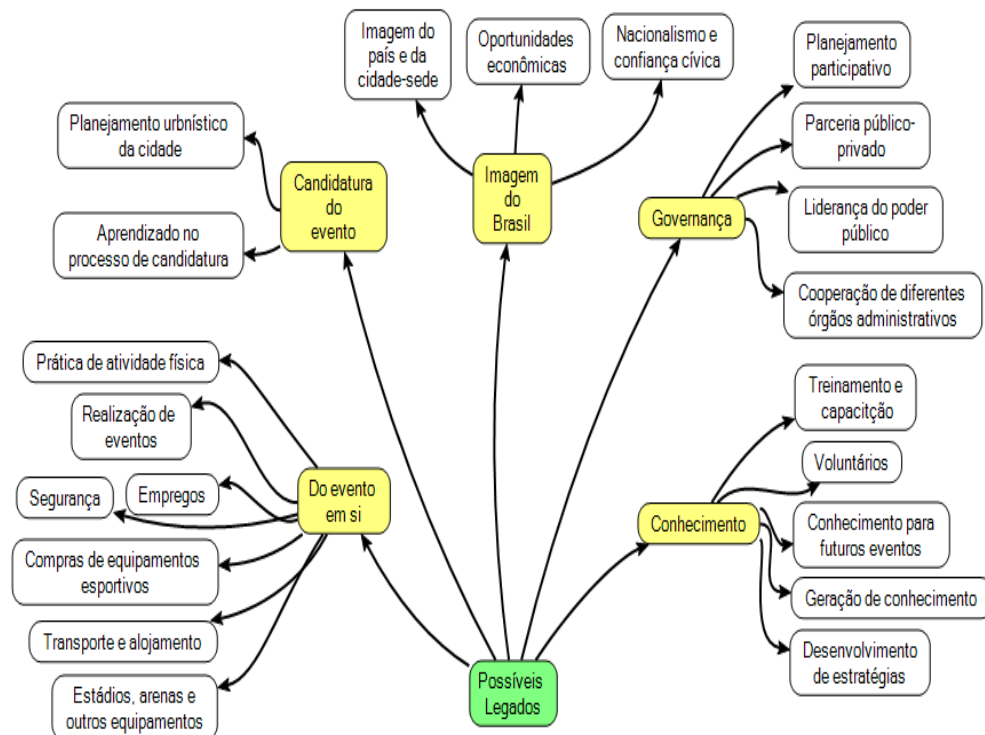 Imagem do
país e da
cidade-sede
Oportunidades
econômicas
Nacionalismo e
confiança cívica
Planejamento
participativo
Planejamento urbnístico
da cidade
Parceria público-
privado
Candidatura
do
evento
Imagem
do
Brasil
Governança
Liderança do poder
público
Aprendizado no
processo de candidatura
Cooperação de diferentes
órgãos administrativos
Prática de atividade física
Treinamento e
capacitção
Realização de
eventos
Voluntários
Segurança
Empregos
Do evento
em si
Conhecimento
Conhecimento para
futuros eventos
Compras de equipamentos
esportivos
Geração de conhecimento
Transporte e alojamento
Desenvolvimento
de estratégias
Estádios, arenas e
outros equipamentos
Possíveis
Legados